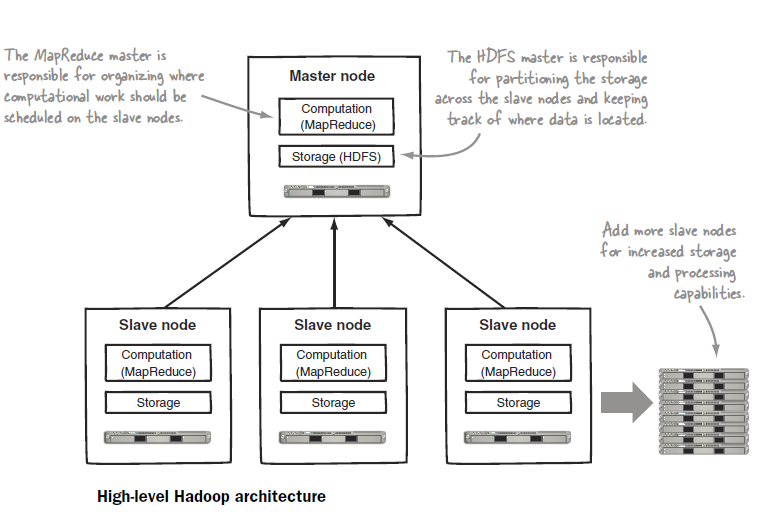 The MapReduce master is
responsible for organizing where
computational work should be
scheduled on the slave nodes.
Master node
Computation
(MapReduce)
Storage (HDFS)
The HDFS master is responsible
for partitioning the storage
across the slave nodes and keeping
track of where data is located.
Add more slave nodes
for increased storage
and processing
capabilities.
Slave node
Computation
(MapReduce)
Storage
Slave node
Computation
(MapReduce)
Storage
Slave node
Computation
(MapReduce)
Storage
High-level Hadoop architecture